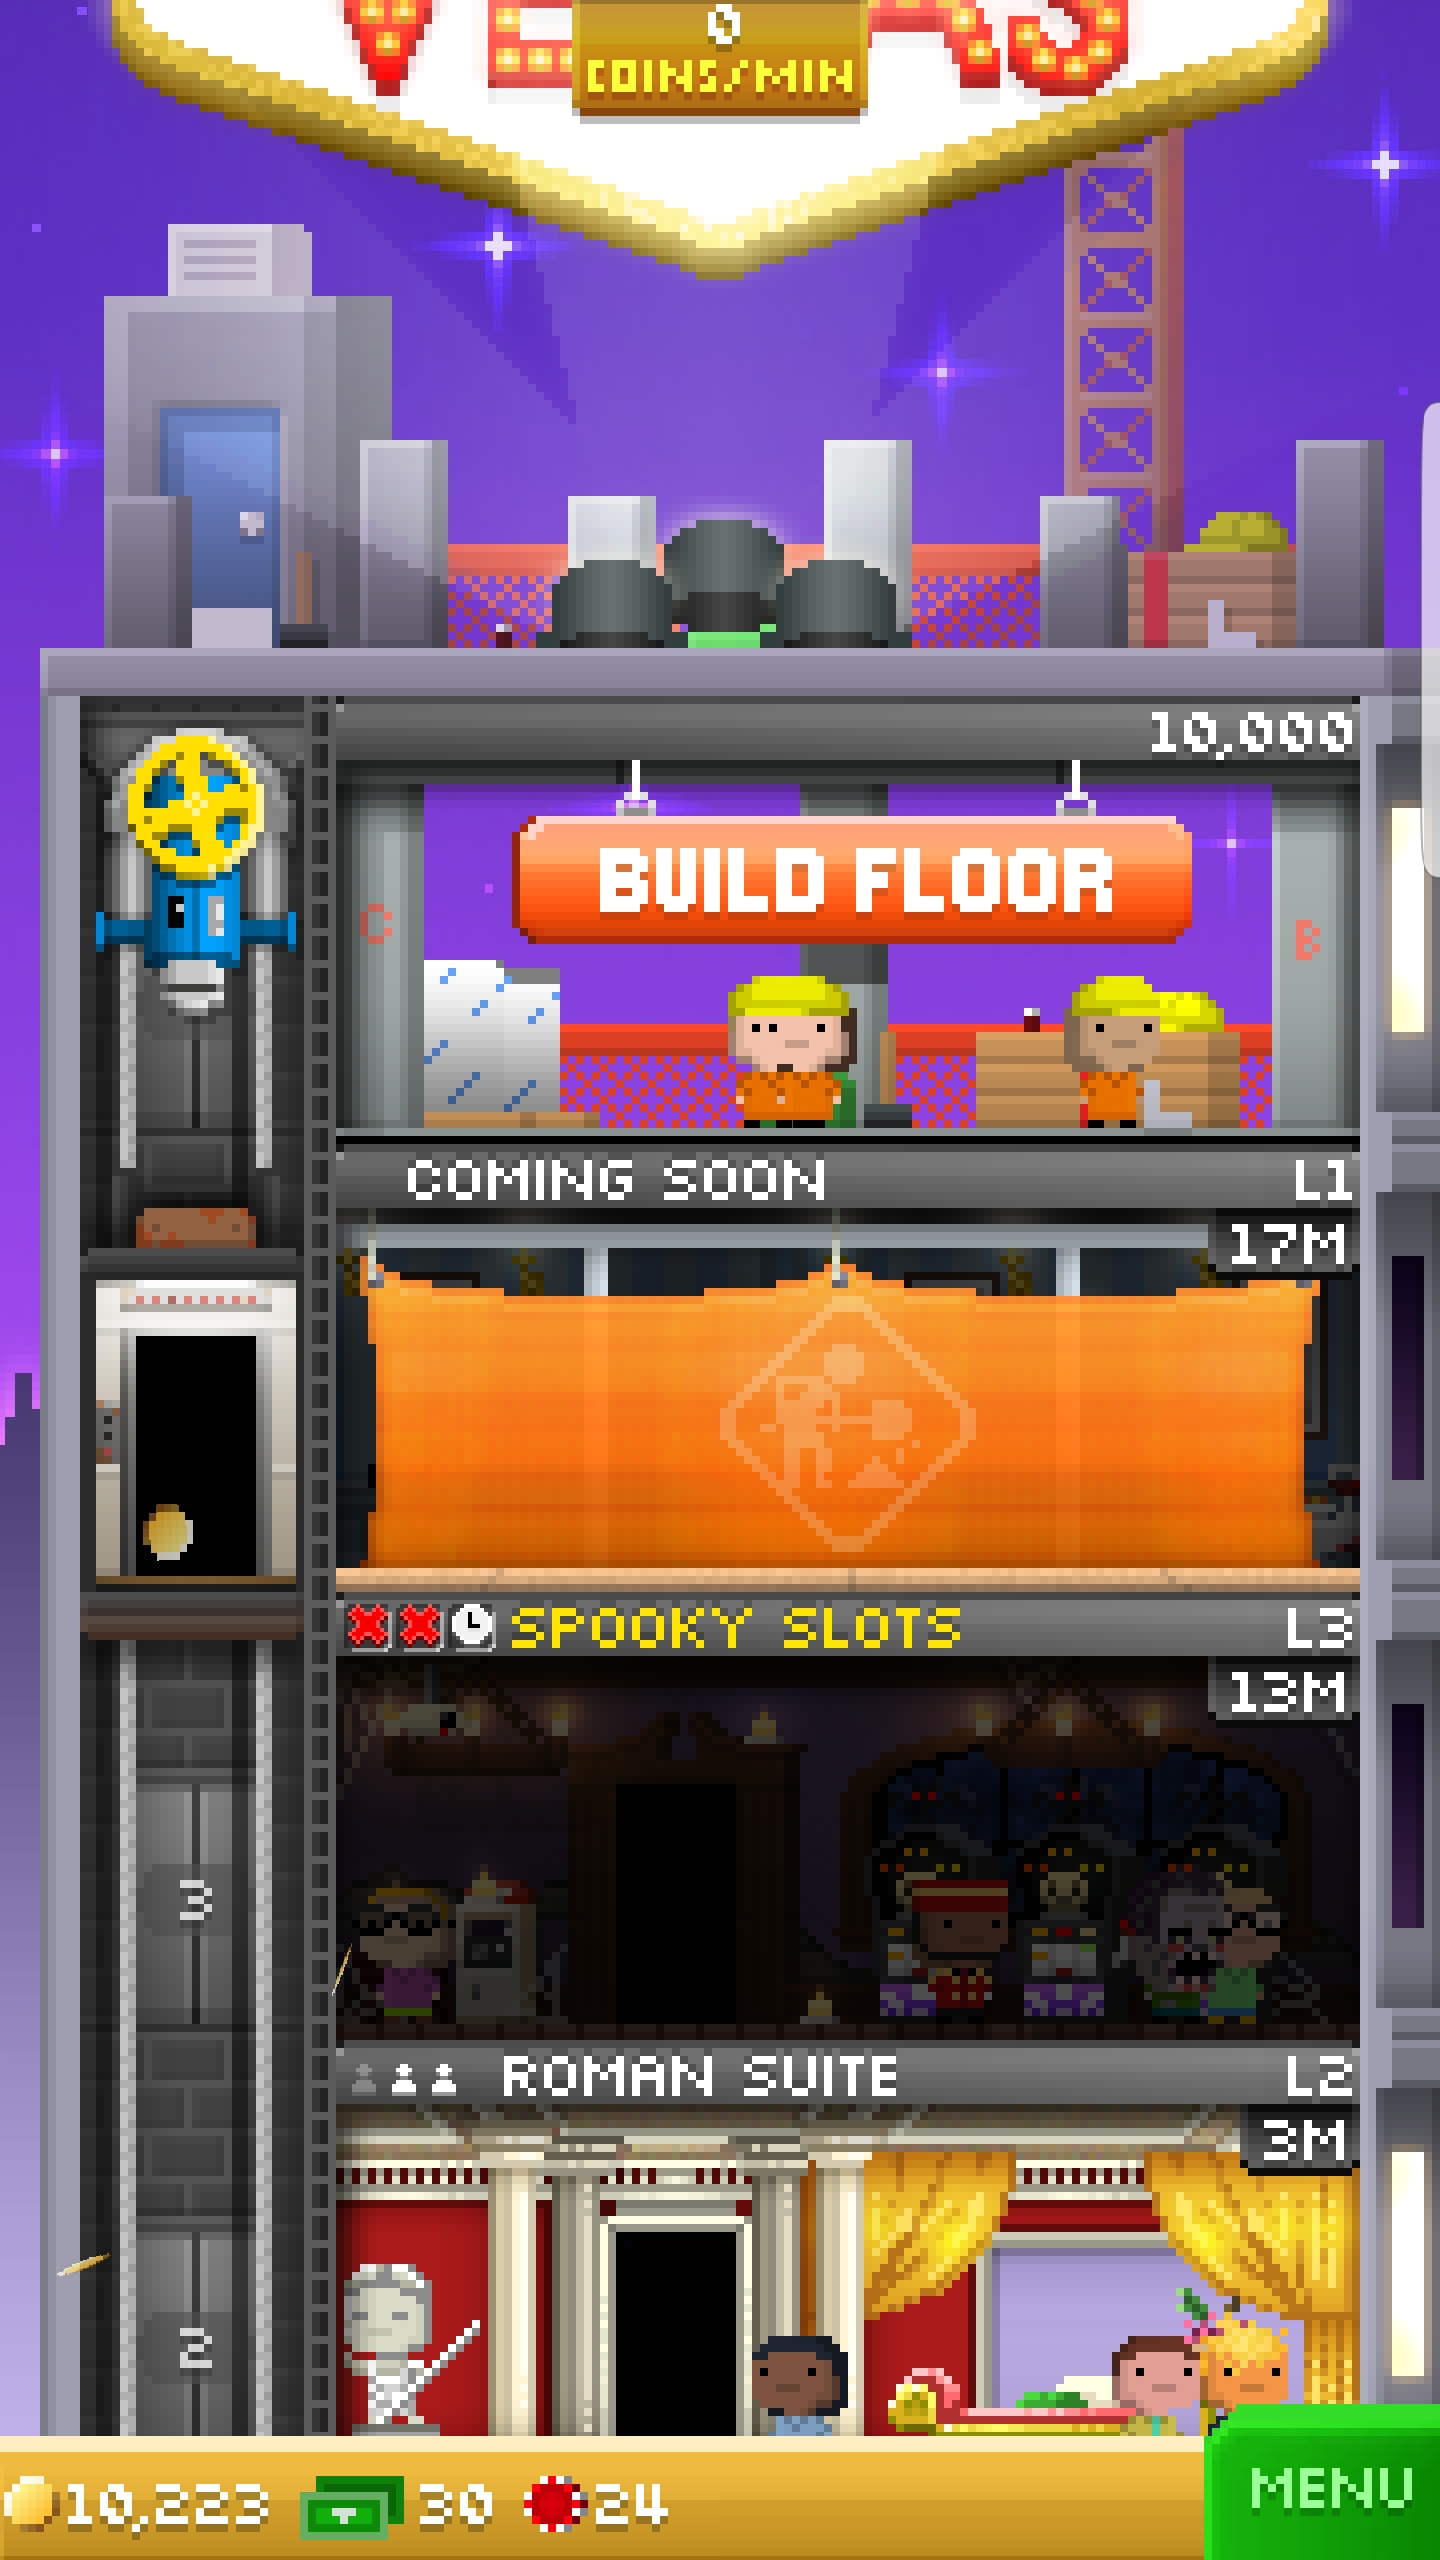 0
COINS/MIN
10,000
BUILD FLOOR
C
B
COMING SOON L1
17M
SPOOKY SLOTS L3
13M
3
ROMAN SUITE L2
3M
2
10,223 30 24
MENU